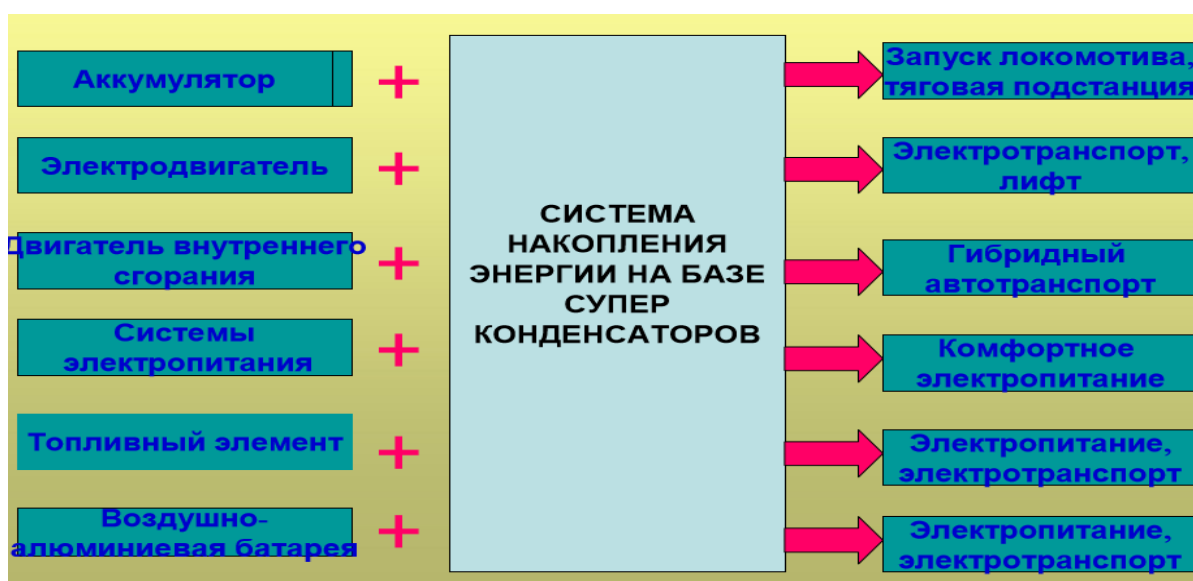 Аккумулятор
+
Запуск локомотива,
тяговая подстанция
Электродвигатель
+
Электротранспорт,
лифт
Двигатель внутреннего
сгорания
+
Гибридный
автотранспорт
Системы
электропитания
+
Комфортное
электропитание
Топливный элемент
+
Электропитание,
электротранспорт
Воздушно-
алюминиевая батарея
+
Электропитание,
электротранспорт
СИСТЕМА
НАКОПЛЕНИЯ
ЭНЕРГИИ НА БАЗЕ
СУПЕР
КОНДЕНСАТОРОВ